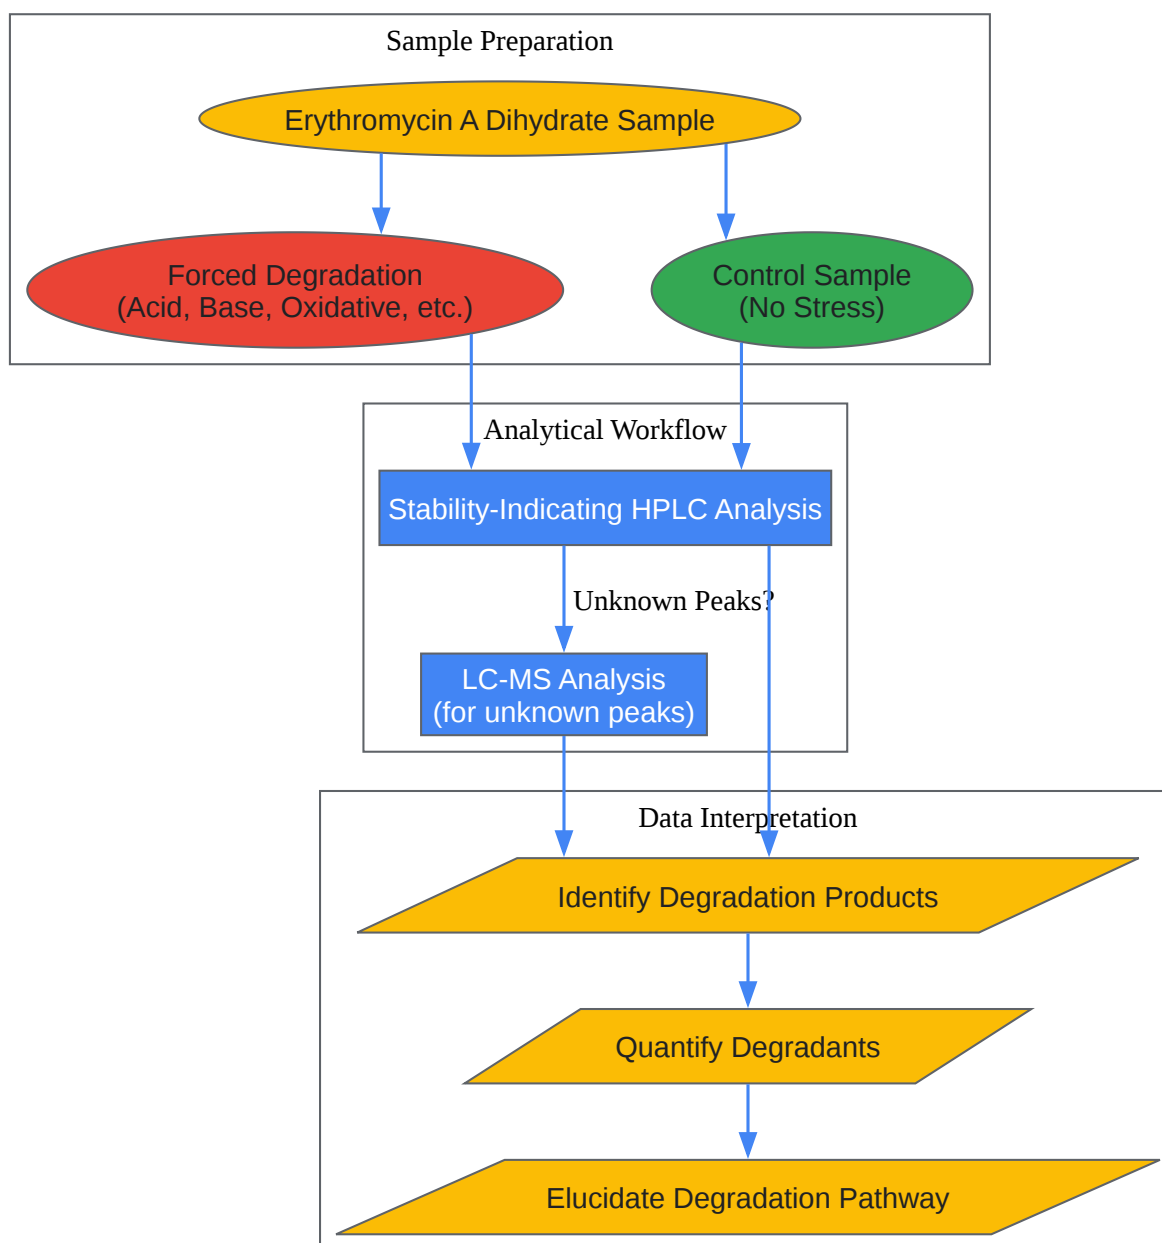 Sample Preparation
Erythromycin A Dihydrate Sample
Forced Degradation
(Acid, Base, Oxidative, etc.)
Control Sample
(No Stress)
Analytical Workflow
Stability-Indicating HPLC Analysis
Unknown Peaks?
LC-MS Analysis
(for unknown peaks)
Data Interpretation
Identify Degradation Products
Quantify Degradants
Elucidate Degradation Pathway